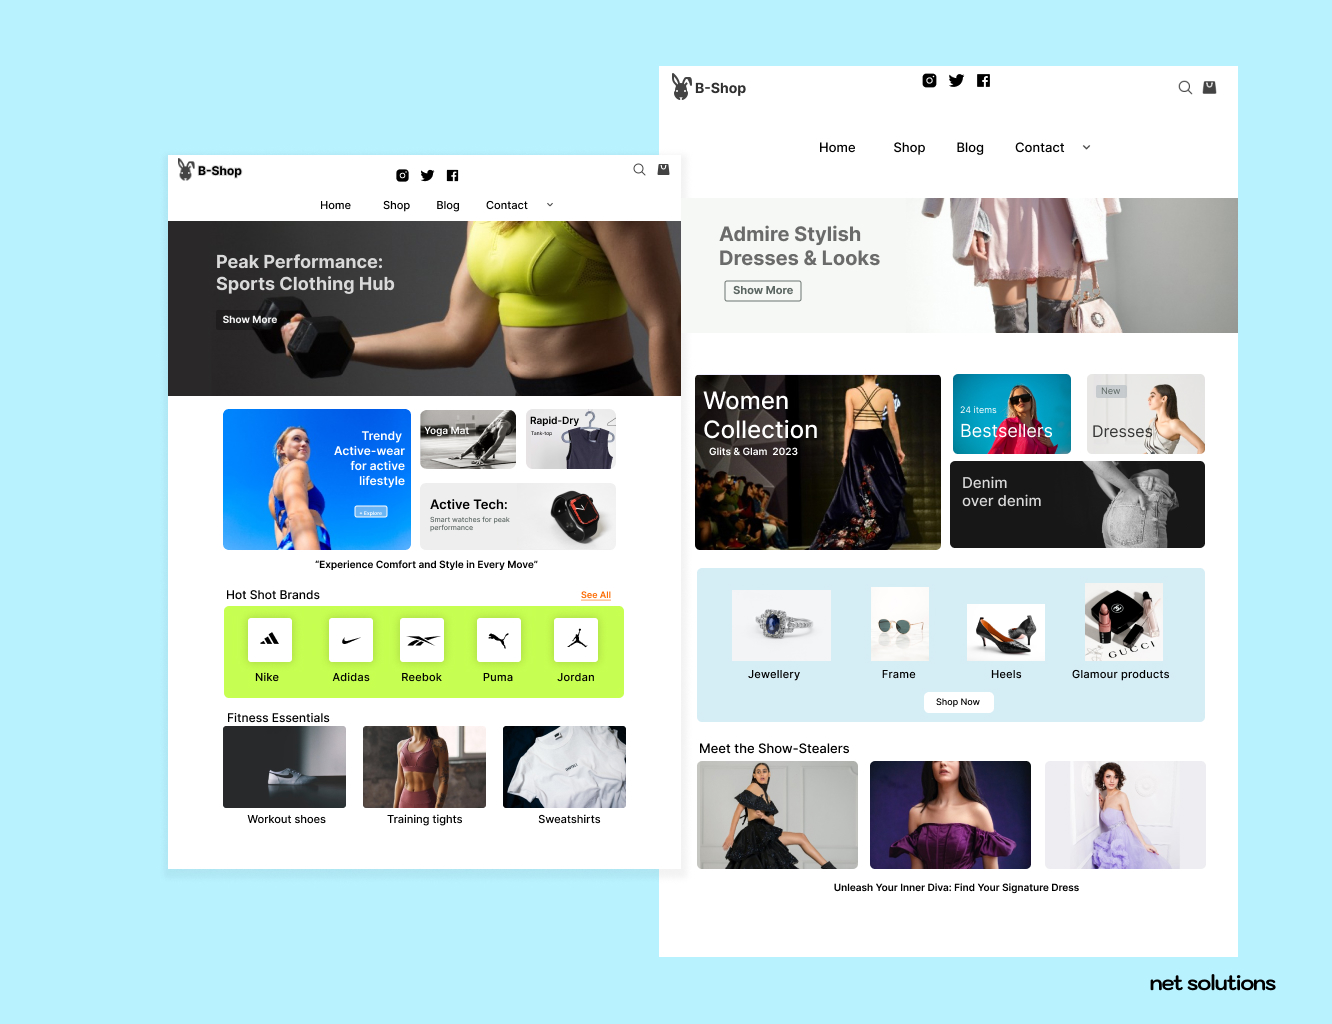 B-Shop
Home Shop Blog Contact
Peak Performance:
Sports Clothing Hub
Show More
Trendy
Active-wear
for active
lifestyle
+ Explore
Yoga Mat
Rapid-Dry
Tank-top
Active Tech:
Smart watches for peak
performance
“Experience Comfort and Style in Every Move”
Hot Shot Brands
See All
Nike Adidas Reebok Puma Jordan
Fitness Essentials
Workout shoes Training tights Sweatshirts
B-Shop
Home Shop Blog Contact
Admire Stylish
Dresses & Looks
Show More
Women
Collection
Glits & Glam 2023
24 items
Bestsellers
New
Dresses
Denim
over denim
GUCCI
Jewellery Frame Heels Glamour products
Shop Now
Meet the Show-Stealers
Unleash Your Inner Diva: Find Your Signature Dress
net solutions